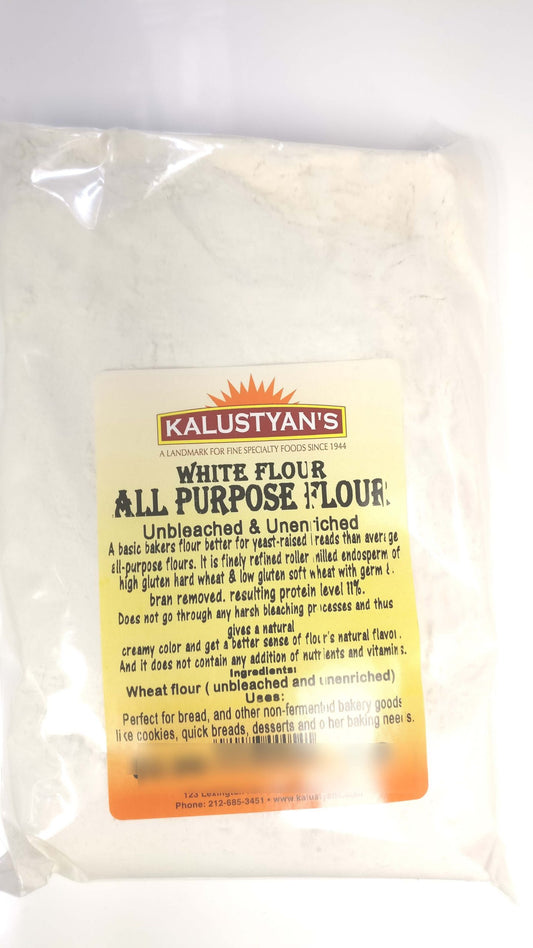 KALUSTYAN'S
A LANDMARK FOR FINE SPECIALTY FOODS SINCE 1944
WHITE FLOUR
ALL PURPOSE FLOUR
Unbleached & Unenriched
A basic bakers flour better for yeast-raised breads than average
all-purpose flours. It is finely refined roller milled endosperm of
high gluten hard wheat & low gluten soft wheat with germ &
bran removed. resulting protein level 11%.
Does not go through any harsh bleaching processes and thus
gives a natural
creamy color and get a better sense of flour's natural flavor.
And it does not contain any addition of nutrients and vitamins.
Ingredients:
Wheat flour ( unbleached and unenriched)
Uses:
Perfect for bread, and other non-fermented bakery goods
like cookies, quick breads, desserts and other baking needs.
123 Lexington
Phone: 212-685-3451 •